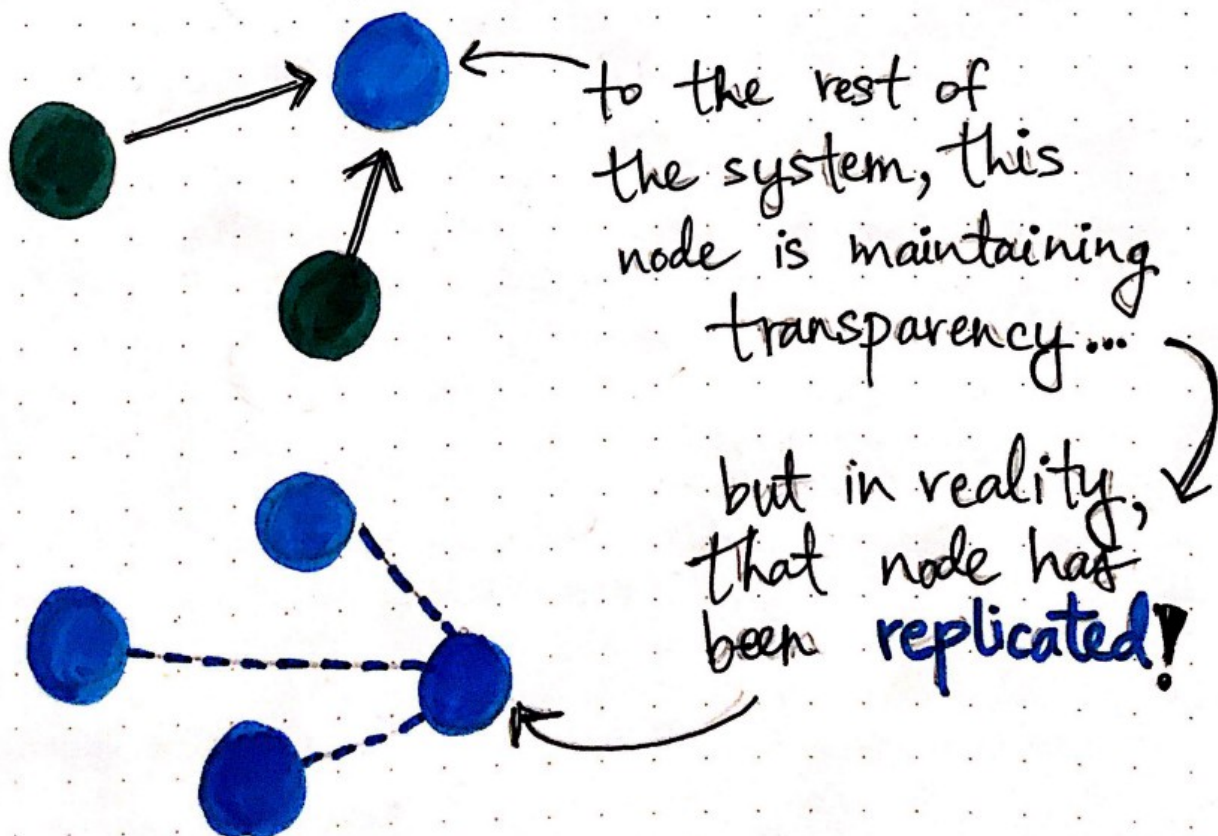 to the rest of
the system, this
node is maintaining
transparency...
but in reality,
that node has
been replicated!